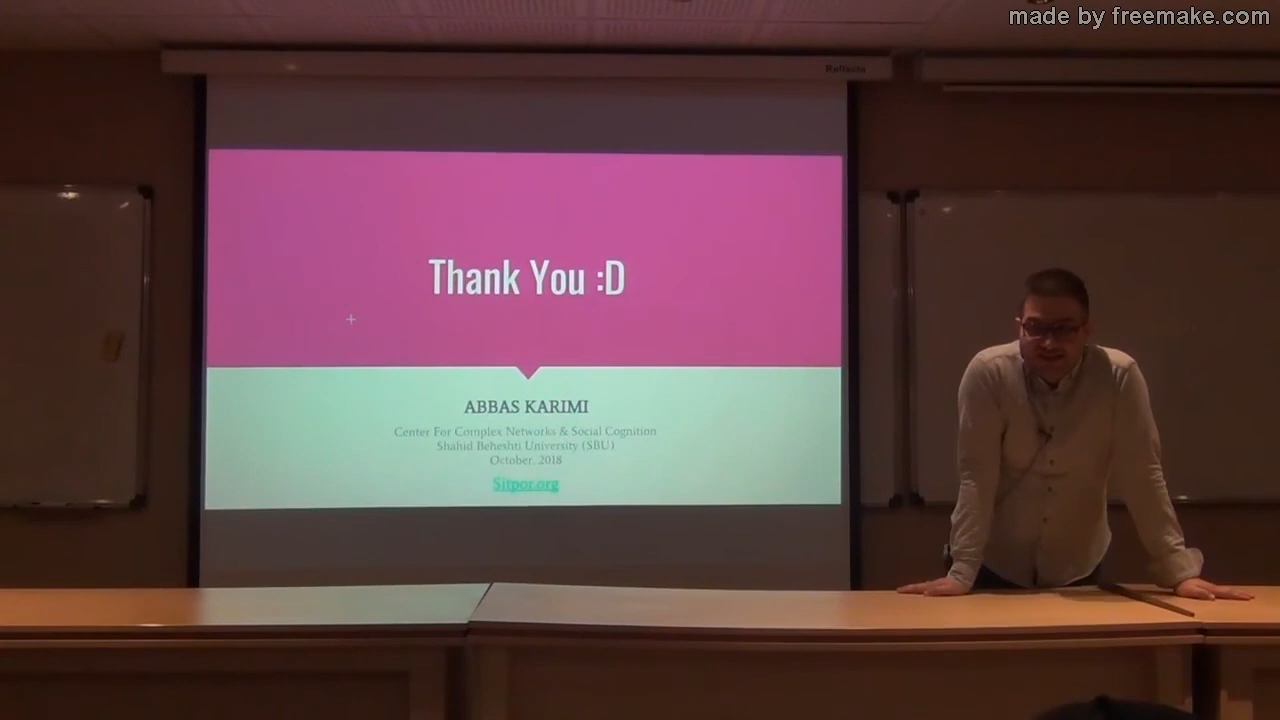 made by freemake.com
Reflecta
Thank You :D
ABBAS KARIMI
Center For Complex Networks & Social Cognition
Shahid Beheshti University (SBU)
October, 2018
Sitpor.org